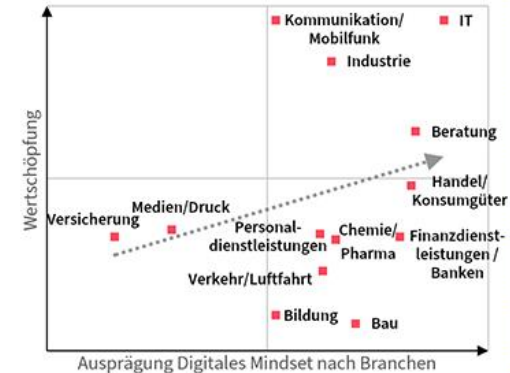 Kommunikation/
Mobilfunk
IT
Industrie
Beratung
Handel/
Konsumgüter
Versicherung
Medien/Druck
Personal-
dienstleistungen
Chemie/
Pharma
Finanzdienst-
leistungen /
Banken
Verkehr/Luftfahrt
Bildung
Bau
Wertschöpfung
Ausprägung Digitales Mindset nach Branchen